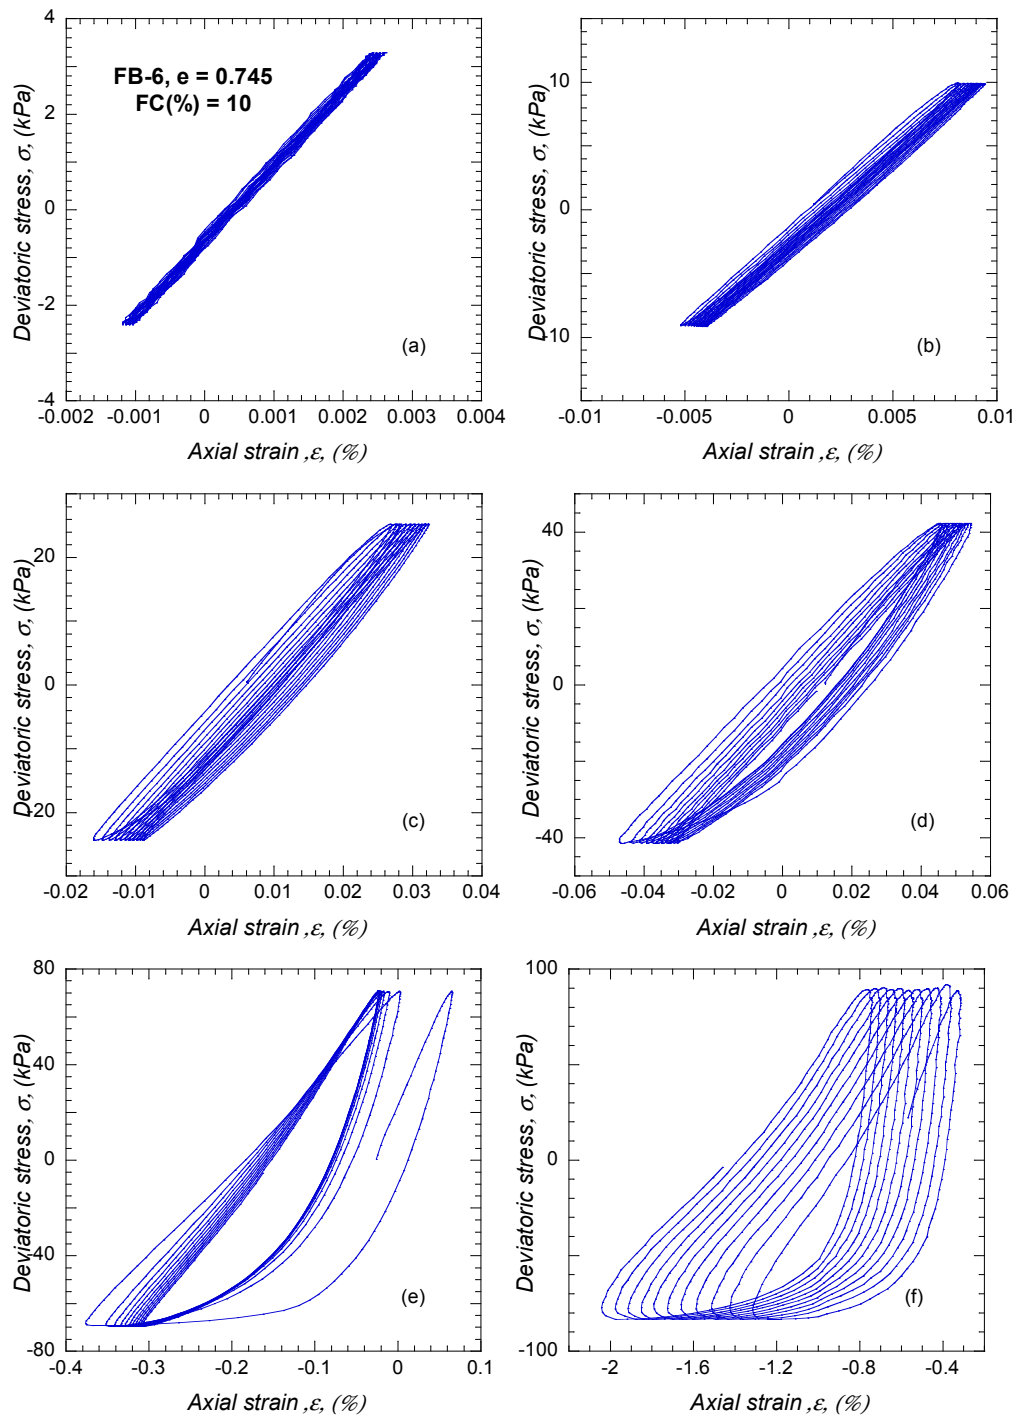 4
2
0
-2
-4
Deviatoric stress, σ, (kPa)
FB-6, e = 0.745
FC(%) = 10
(a)
-0.002 -0.001 0 0.001 0.002 0.003 0.004
Axial strain ,ε, (%)
10
0
-10
Deviatoric stress, σ, (kPa)
(b)
-0.01 -0.005 0 0.005 0.01
Axial strain ,ε, (%)
20
0
-20
Deviatoric stress, σ, (kPa)
(c)
-0.02 -0.01 0 0.01 0.02 0.03 0.04
Axial strain ,ε, (%)
40
0
-40
Deviatoric stress, σ, (kPa)
(d)
-0.06 -0.04 -0.02 0 0.02 0.04 0.06
Axial strain ,ε, (%)
80
40
0
-40
-80
Deviatoric stress, σ, (kPa)
(e)
-0.4 -0.3 -0.2 -0.1 0 0.1
Axial strain ,ε, (%)
100
50
0
-50
-100
Deviatoric stress, σ, (kPa)
(f)
-2 -1.6 -1.2 -0.8 -0.4
Axial strain ,ε, (%)